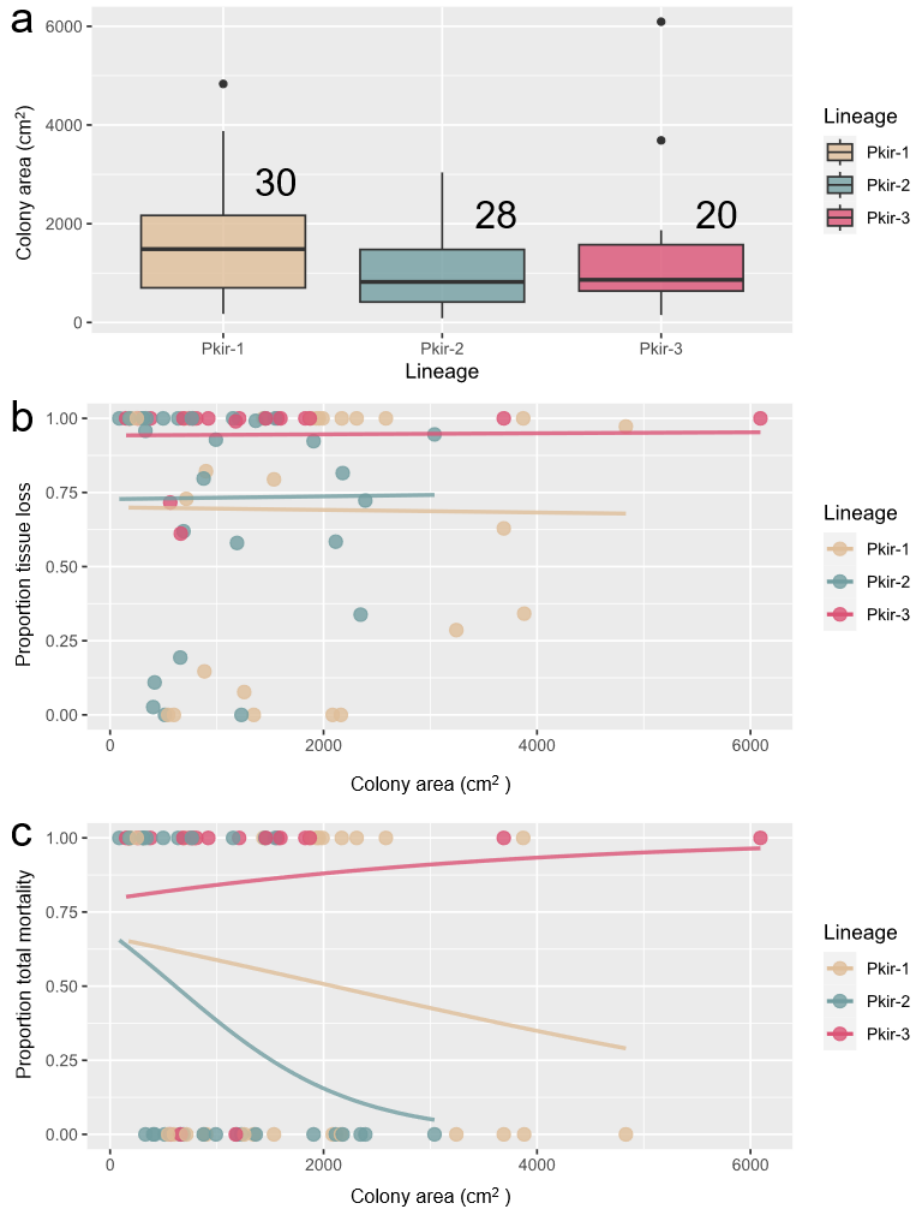 a
6000
4000
2000
0
Colony area (cm²)
30
28
20
Pkir-1
Pkir-2
Pkir-3
Lineage
Lineage
Pkir-1
Pkir-2
Pkir-3
b
1.00
0.75
0.50
0.25
0.00
Proportion tissue loss
0
2000
4000
6000
Colony area (cm² )
Lineage
Pkir-1
Pkir-2
Pkir-3
c
1.00
0.75
0.50
0.25
0.00
Proportion total mortality
0
2000
4000
6000
Colony area (cm² )
Lineage
Pkir-1
Pkir-2
Pkir-3